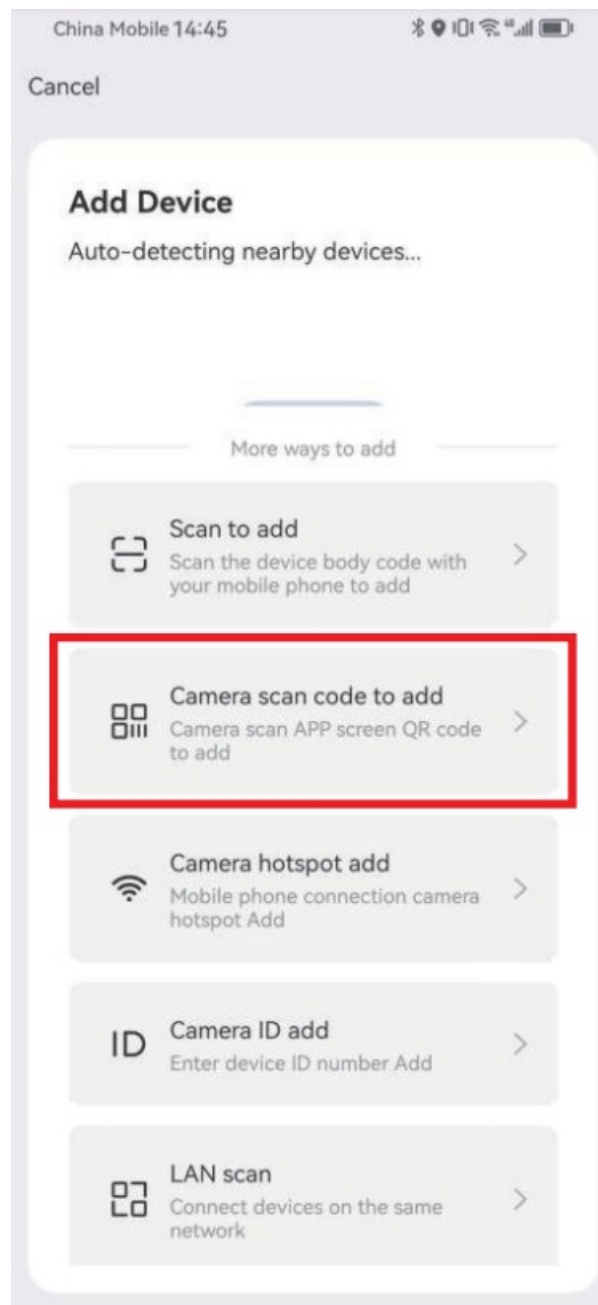 China Mobile 14:45
Cancel
Add Device
Auto-detecting nearby devices...
More ways to add
Scan to add
Scan the device body code with
your mobile phone to add
Camera scan code to add
Camera scan APP screen QR code
to add
Camera hotspot add
Mobile phone connection camera
hotspot Add
ID
Camera ID add
Enter device ID number Add
LAN scan
Connect devices on the same
network